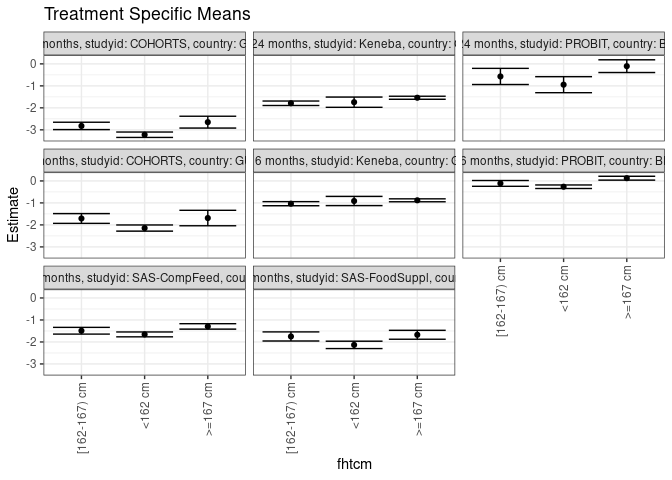 Treatment Specific Means
months, studyid: COHORTS, country: G
24 months, studyid: Keneba, country:
24 months, studyid: PROBIT, country: B
0
-1
-2
-3
months, studyid: COHORTS, country: GU
6 months, studyid: Keneba, country: G
6 months, studyid: PROBIT, country: BE
0
-1
-2
-3
months, studyid: SAS-CompFeed, cou
months, studyid: SAS-FoodSuppl, cou
0
-1
-2
-3
Estimate
[162-167) cm
<162 cm
>=167 cm
[162-167) cm
<162 cm
>=167 cm
[162-167) cm
<162 cm
>=167 cm
fhtcm